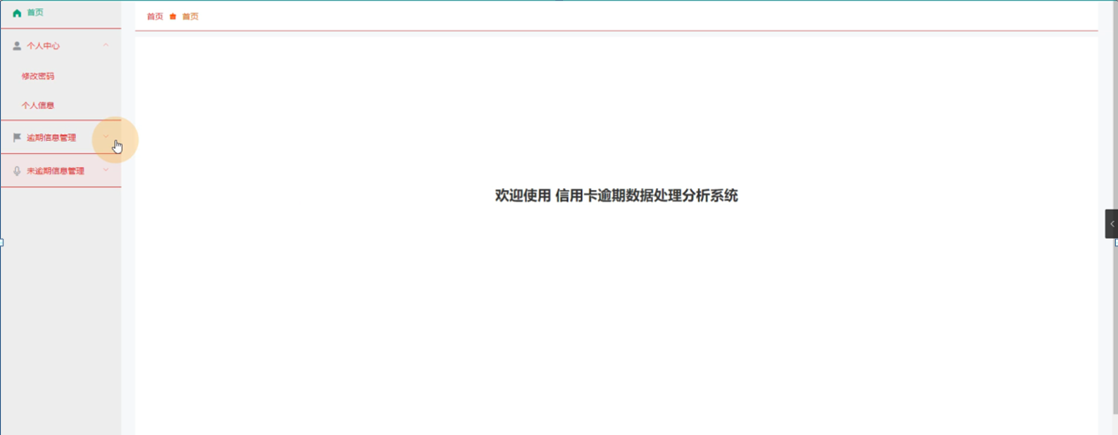 首页
个人中心
修改密码
个人信息
逾期信息管理
未逾期信息管理
首页 首页
欢迎使用 信用卡逾期数据处理分析系统